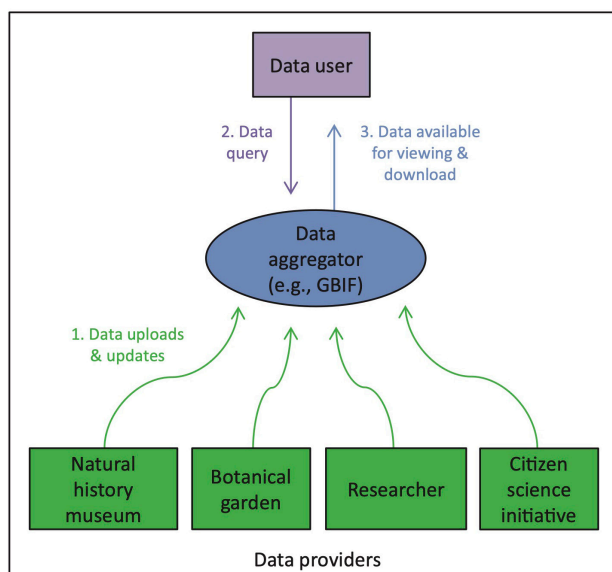 Data user
2. Data
query
3. Data available
for viewing &
download
Data
aggregator
(e.g., GBIF)
1. Data uploads
& updates
Natural
history
museum
Botanical
garden
Researcher
Citizen
science
initiative
Data providers